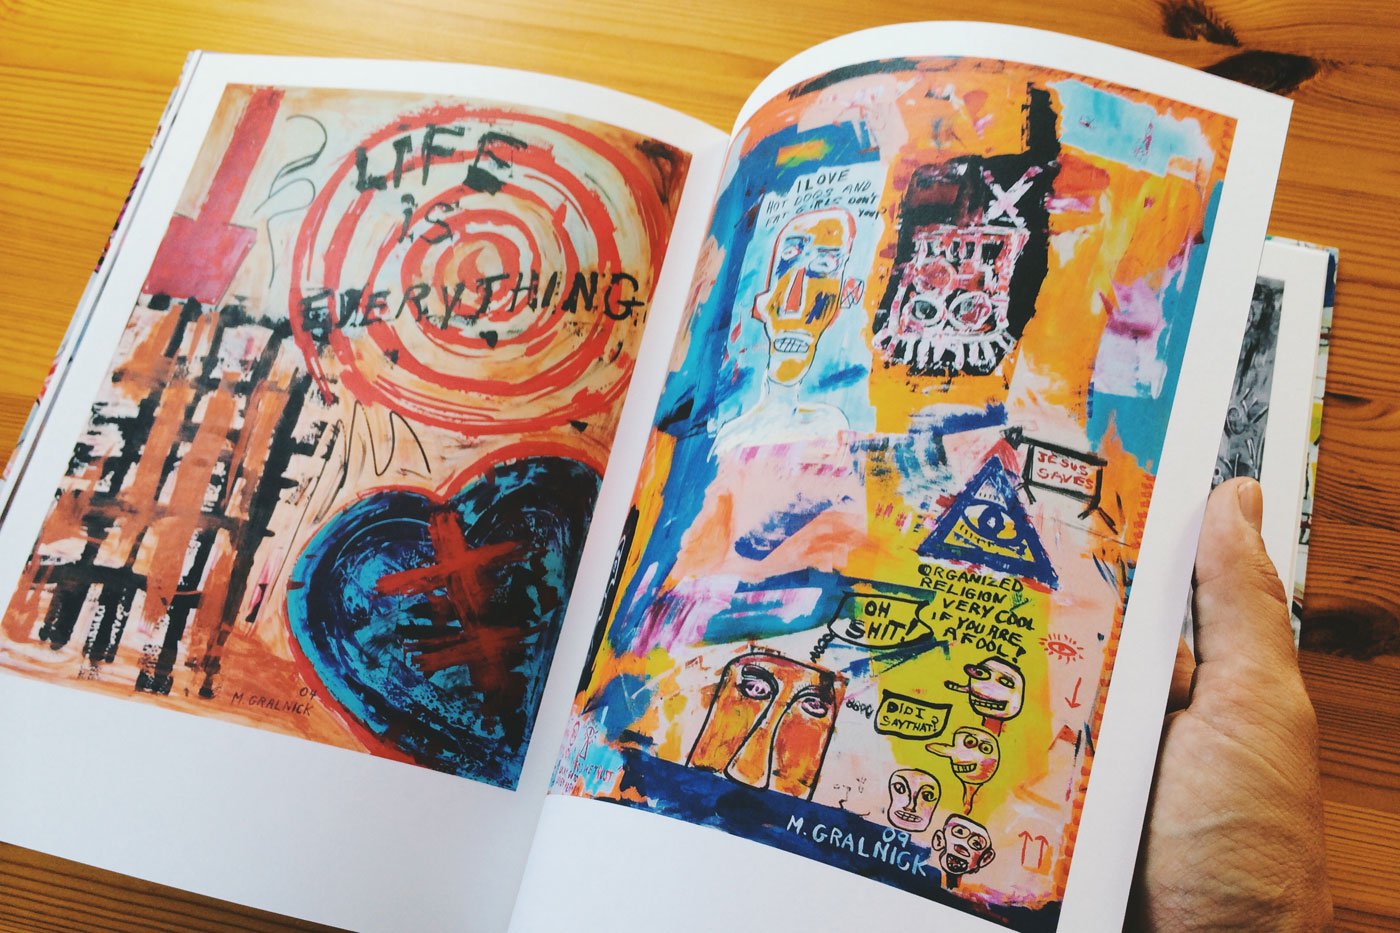 LIFE
is
EVERYTHING
04
M. GRALNICK
I LOVE
HOT DOGS AND
FAT GIRLS DON'T
YOU?
JESUS
SAVES
ORGANIZED
RELIGION
VERY COOL
IF YOU ARE
A FOOL?
OH
SHIT!
DID I
SAY THAT?
09
M. GRALNICK